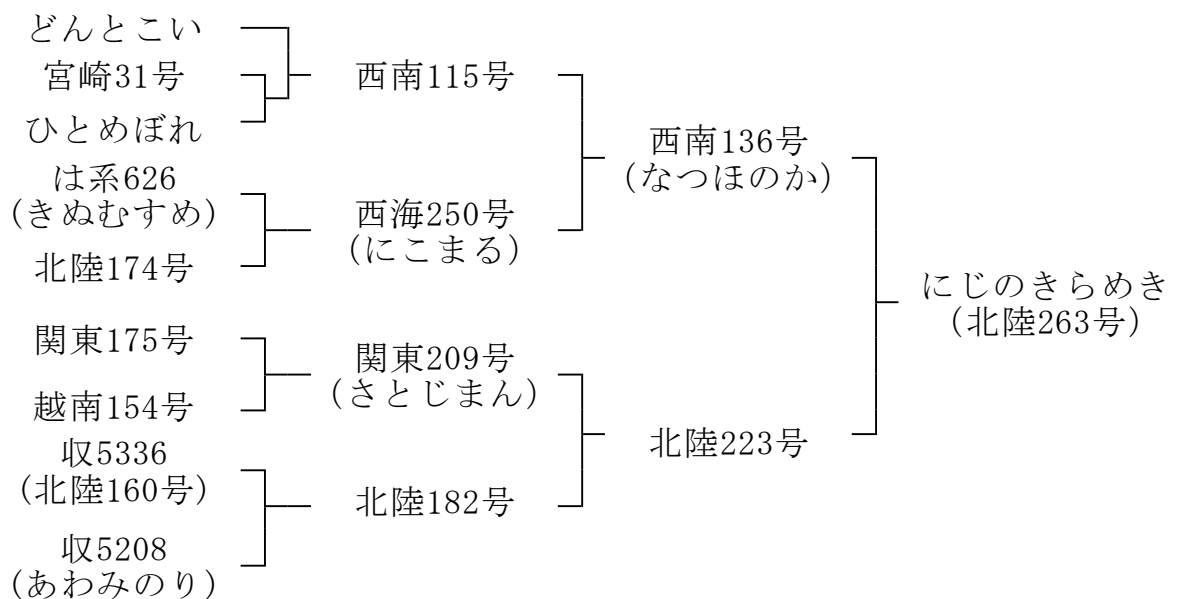 どんとこい
宮崎31号
ひとめぼれ
は系626
(きぬむすめ)
北陸174号
関東175号
越南154号
収5336
(北陸160号)
収5208
(あわみのり)
西南115号
西海250号
(にこまる)
関東209号
(さとじまん)
北陸182号
西南136号
(なつほのか)
北陸223号
にじのきらめき
(北陸263号)